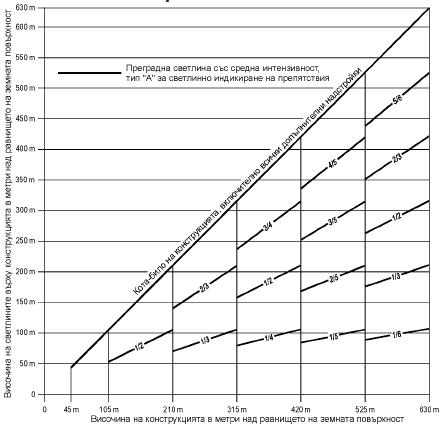 Височина на светлините върху конструкцията в метри над равнището на земната повърхност
630 m
600 m
550 m
500 m
450 m
400 m
350 m
300 m
250 m
200 m
150 m
100 m
50 m
0
Преградна светлина със средна интензивност,
тип "А" за светлинно индикиране на препятствия
Кота-било на конструкцията, включително всички допълнителни надстройки
5/6
4/5
2/3
3/4
3/5
1/2
2/3
1/2
2/5
1/3
1/2
1/3
1/4
1/5
1/6
0 45 m 105 m 210 m 315 m 420 m 525 m 630 m
Височина на конструкцията в метри над равнището на земната повърхност